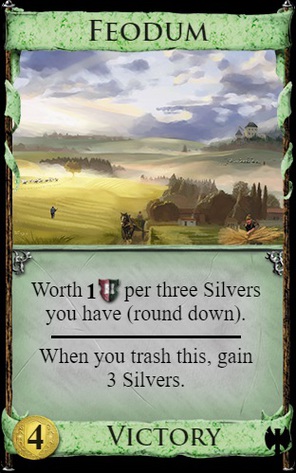 FEODUM
Worth 1 per three Silvers
you have (round down).
When you trash this, gain
3 Silvers.
4 VICTORY